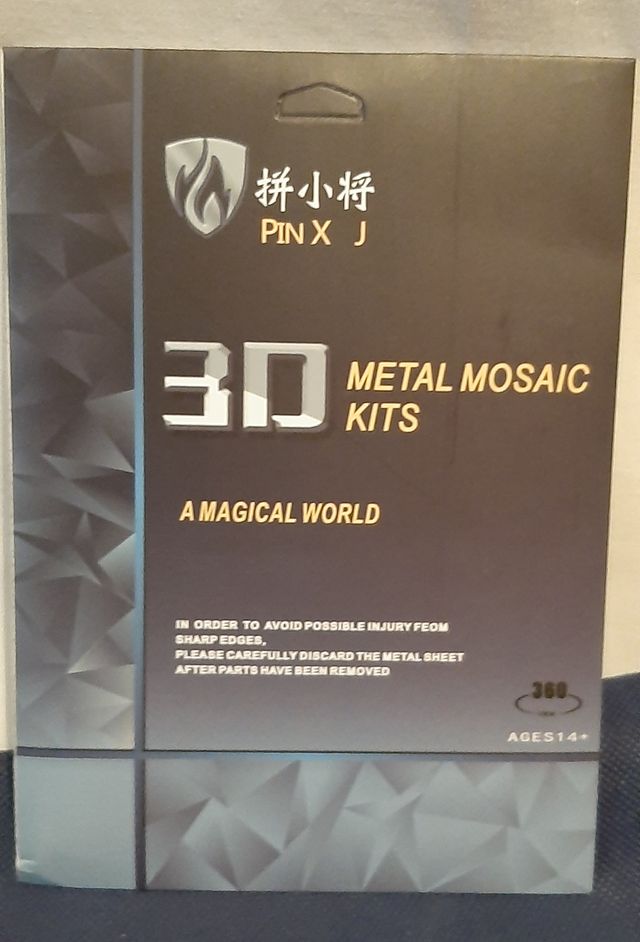 拼小将
PIN X J
3D
METAL MOSAIC
KITS
A MAGICAL WORLD
IN ORDER TO AVOID POSSIBLE INJURY FEOM
SHARP EDGES,
PLEASE CAREFULLY DISCARD THE METAL SHEET
AFTER PARTS HAVE BEEN REMOVED
360
AGES14+